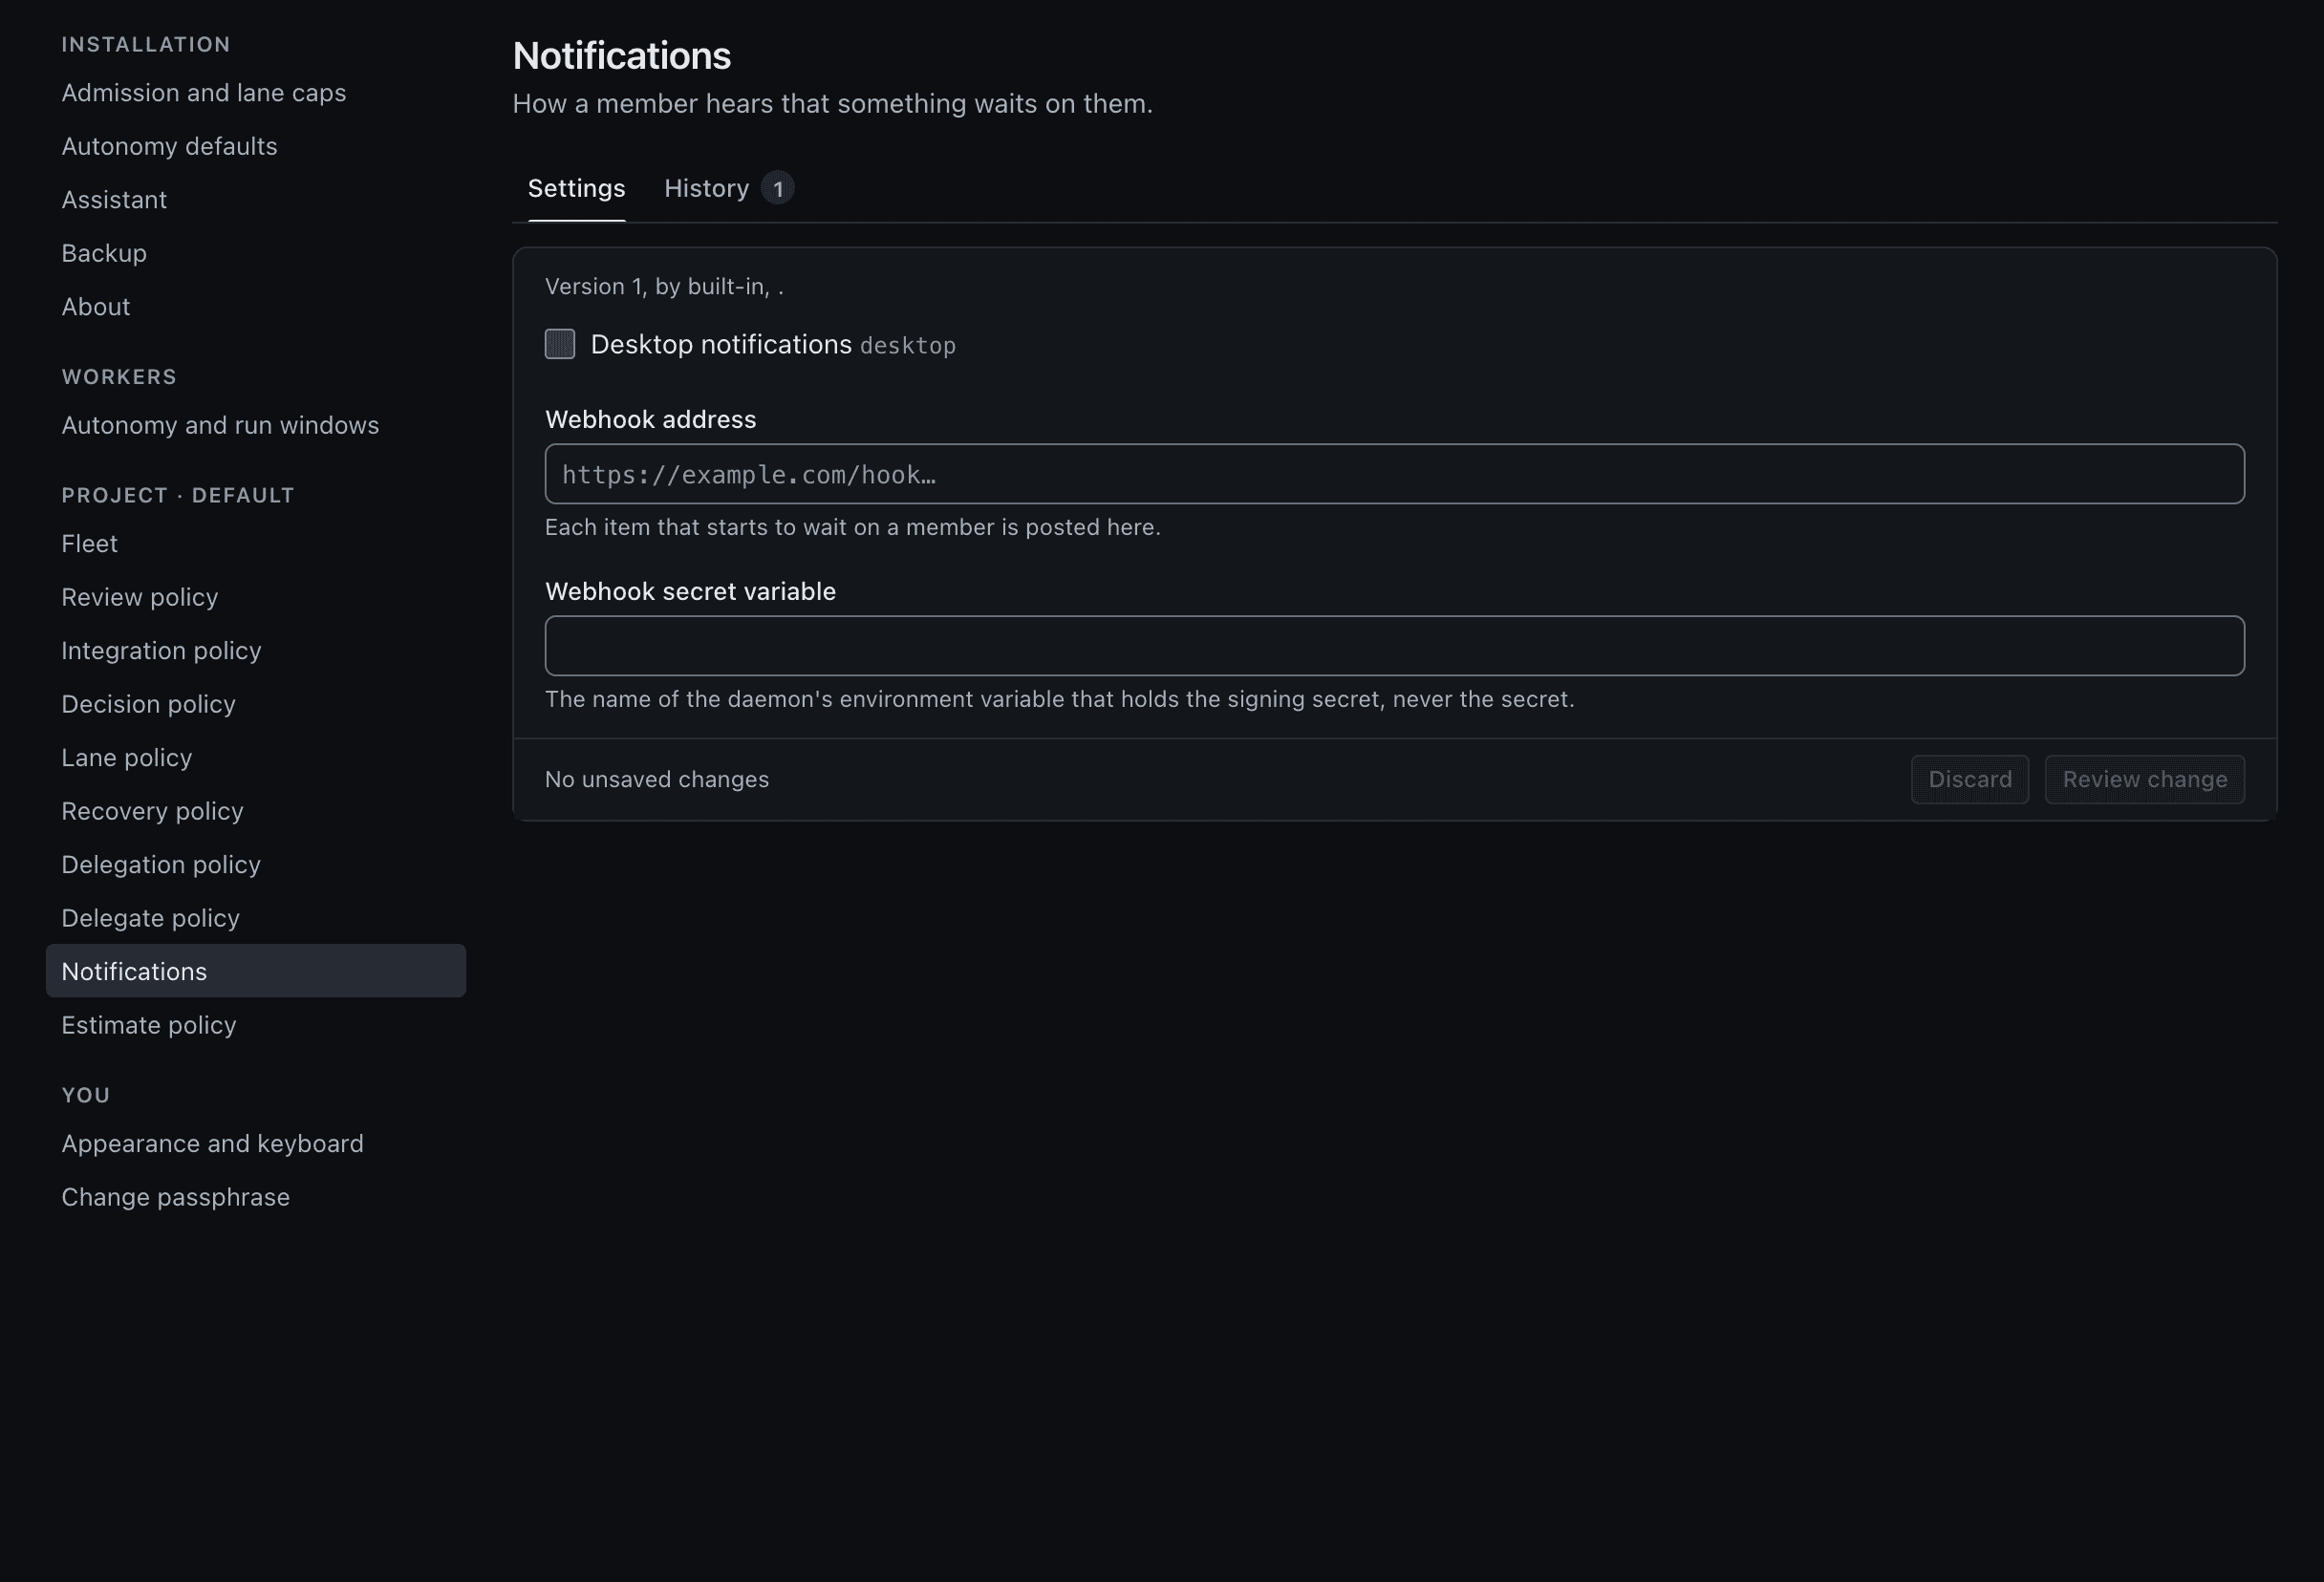 INSTALLATION
Admission and lane caps
Autonomy defaults
Assistant
Backup
About
WORKERS
Autonomy and run windows
PROJECT · DEFAULT
Fleet
Review policy
Integration policy
Decision policy
Lane policy
Recovery policy
Delegation policy
Delegate policy
Notifications
Estimate policy
YOU
Appearance and keyboard
Change passphrase
Notifications
How a member hears that something waits on them.
Settings History 1
Version 1, by built-in, .
Desktop notifications desktop
Webhook address
https://example.com/hook…
Each item that starts to wait on a member is posted here.
Webhook secret variable
The name of the daemon's environment variable that holds the signing secret, never the secret.
No unsaved changes Discard Review change